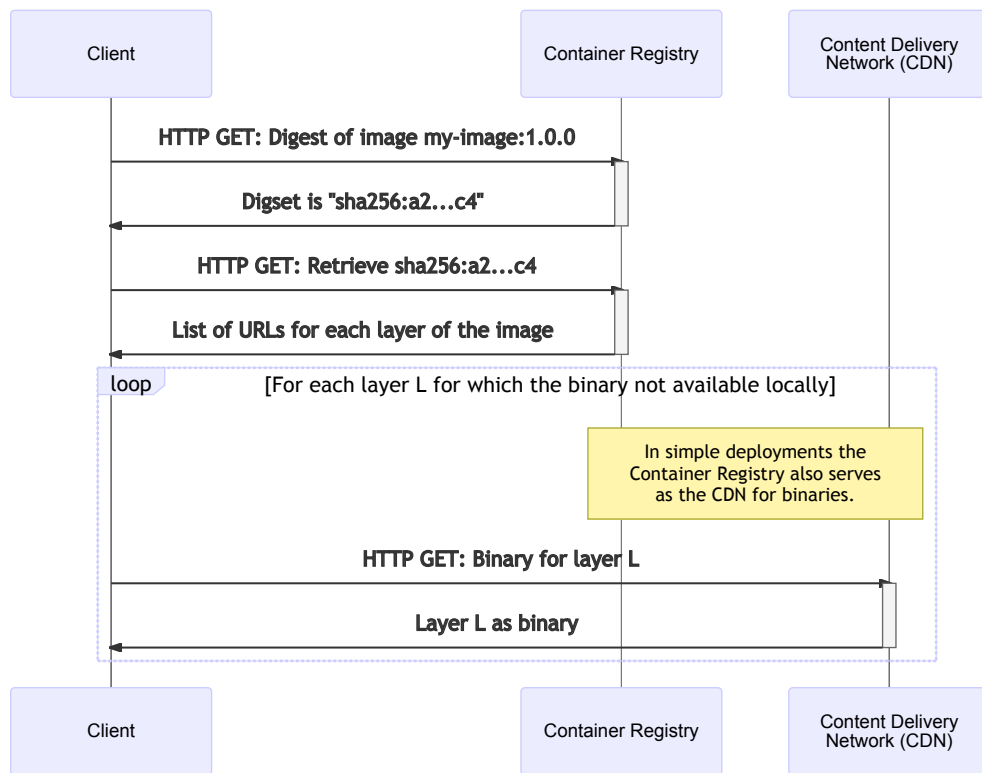 Client
Container Registry
Content Delivery
Network (CDN)
HTTP GET: Digest of image my-image:1.0.0
Digset is "sha256:a2...c4"
HTTP GET: Retrieve sha256:a2...c4
List of URLs for each layer of the image
loop
[For each layer L for which the binary not available locally]
In simple deployments the
Container Registry also serves
as the CDN for binaries.
HTTP GET: Binary for layer L
Layer L as binary
Client
Container Registry
Content Delivery
Network (CDN)